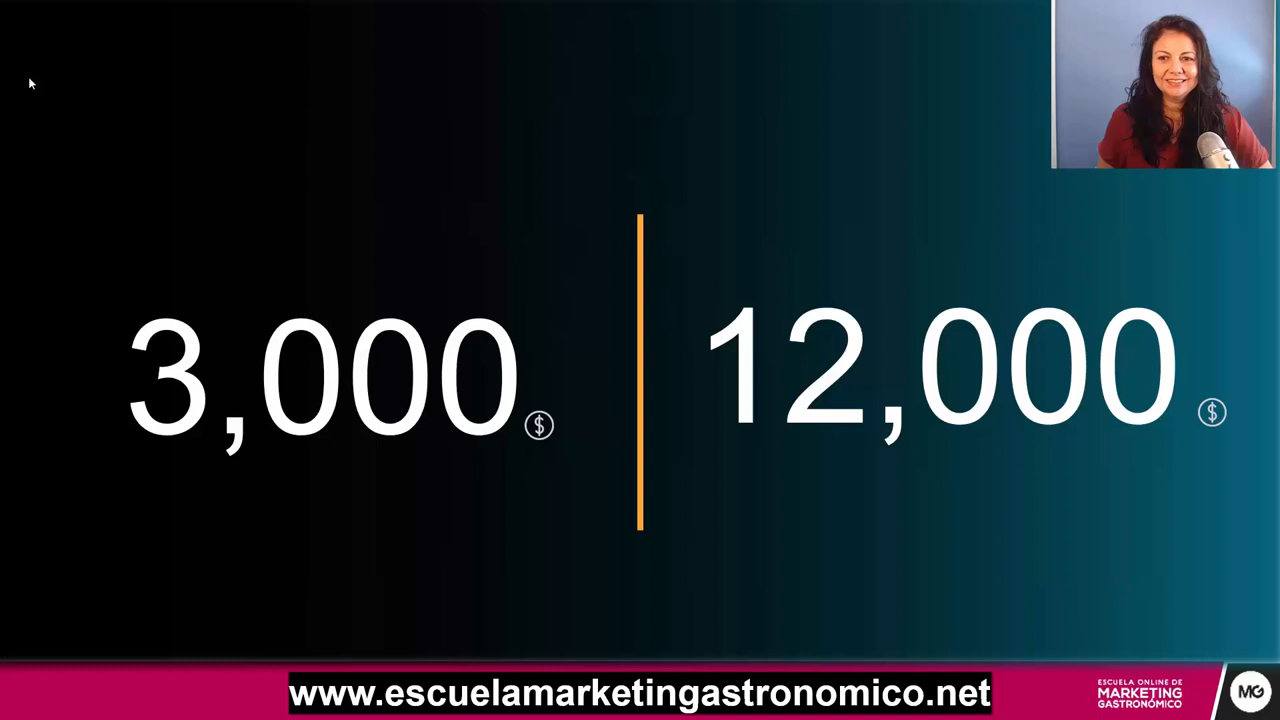 3,000 $
12,000 $
www.escuelamarketingastronomico.net
ESCUELA ONLINE DE
MARKETING
GASTRONÓMICO
MG